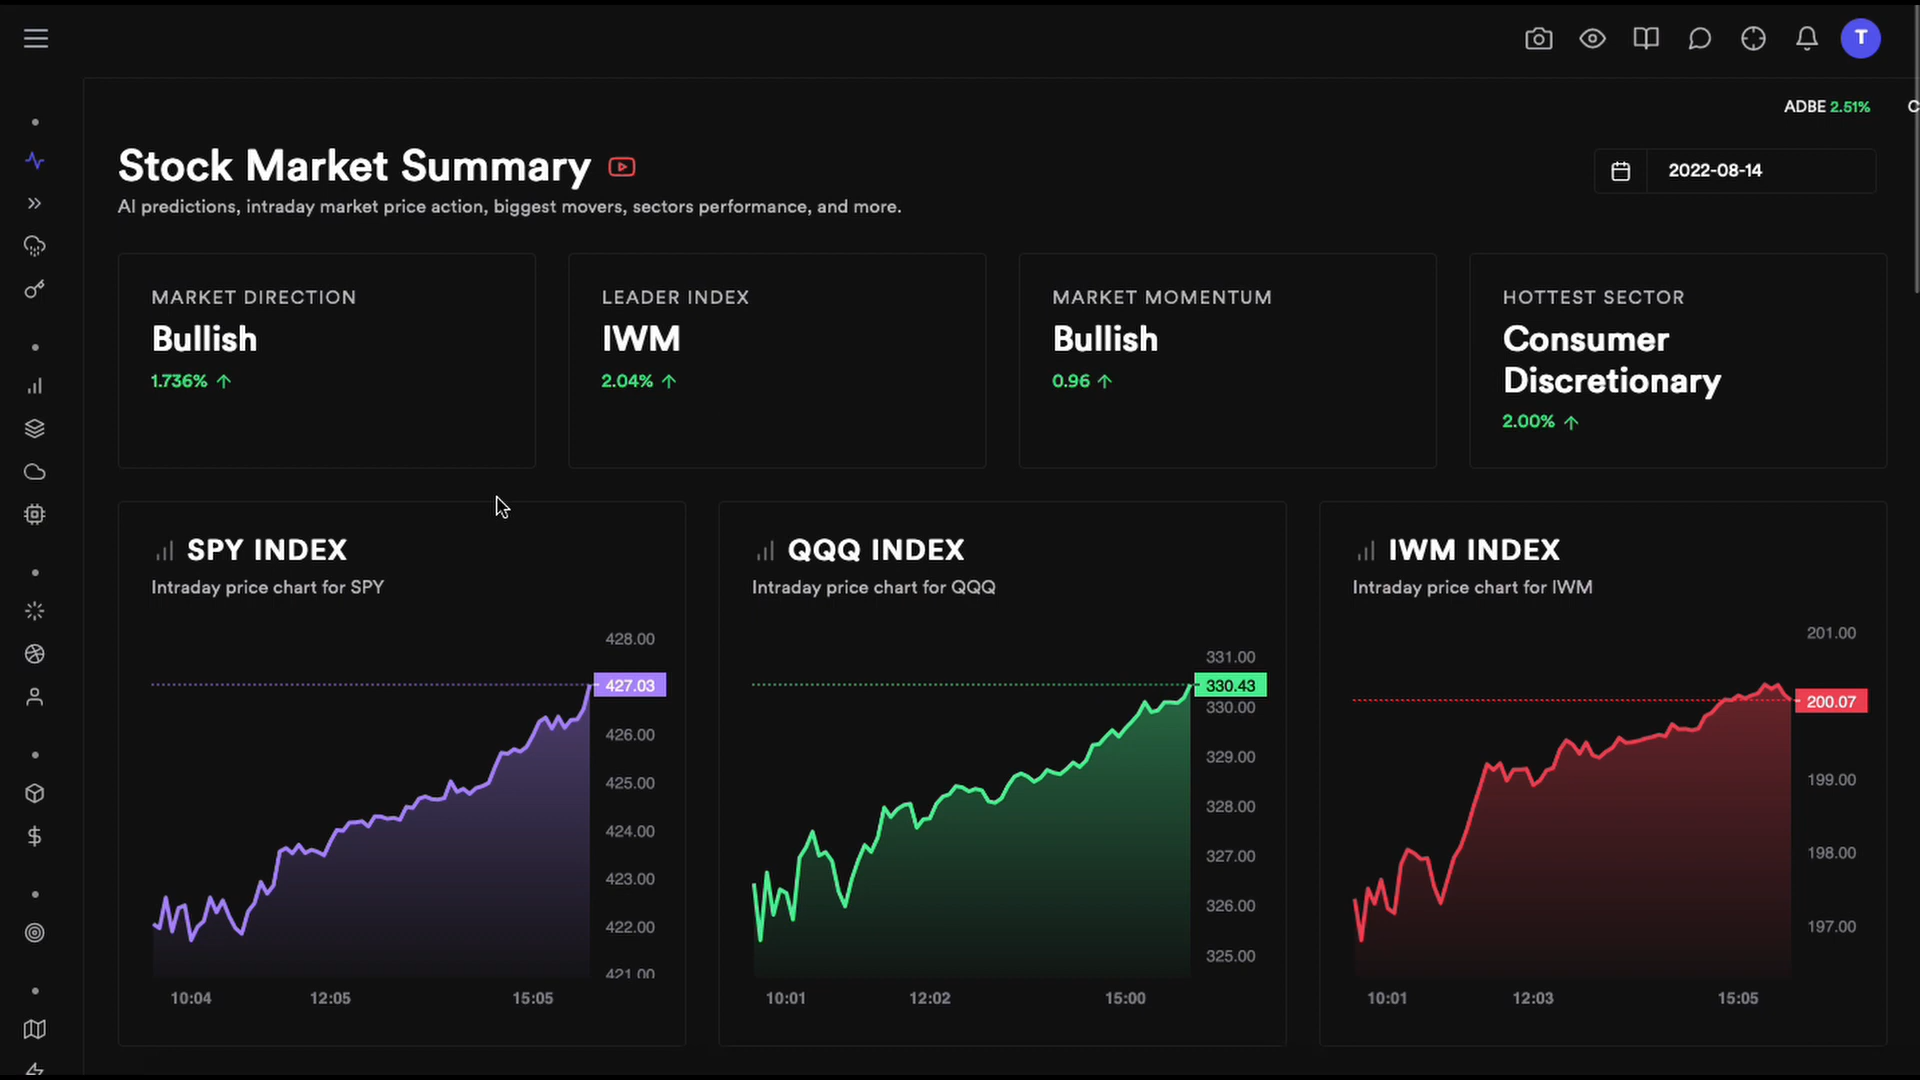 T
ADBE 2.51%
Stock Market Summary
2022-08-14
AI predictions, intraday market price action, biggest movers, sectors performance, and more.
MARKET DIRECTION
Bullish
1.736%
LEADER INDEX
IWM
2.04%
MARKET MOMENTUM
Bullish
0.96
HOTTEST SECTOR
Consumer
Discretionary
2.00%
SPY INDEX
Intraday price chart for SPY
428.00
427.03
426.00
425.00
424.00
423.00
422.00
421.00
10:04 12:05 15:05
QQQ INDEX
Intraday price chart for QQQ
331.00
330.43
330.00
329.00
328.00
327.00
326.00
325.00
10:01 12:02 15:00
IWM INDEX
Intraday price chart for IWM
201.00
200.07
199.00
198.00
197.00
10:01 12:03 15:05